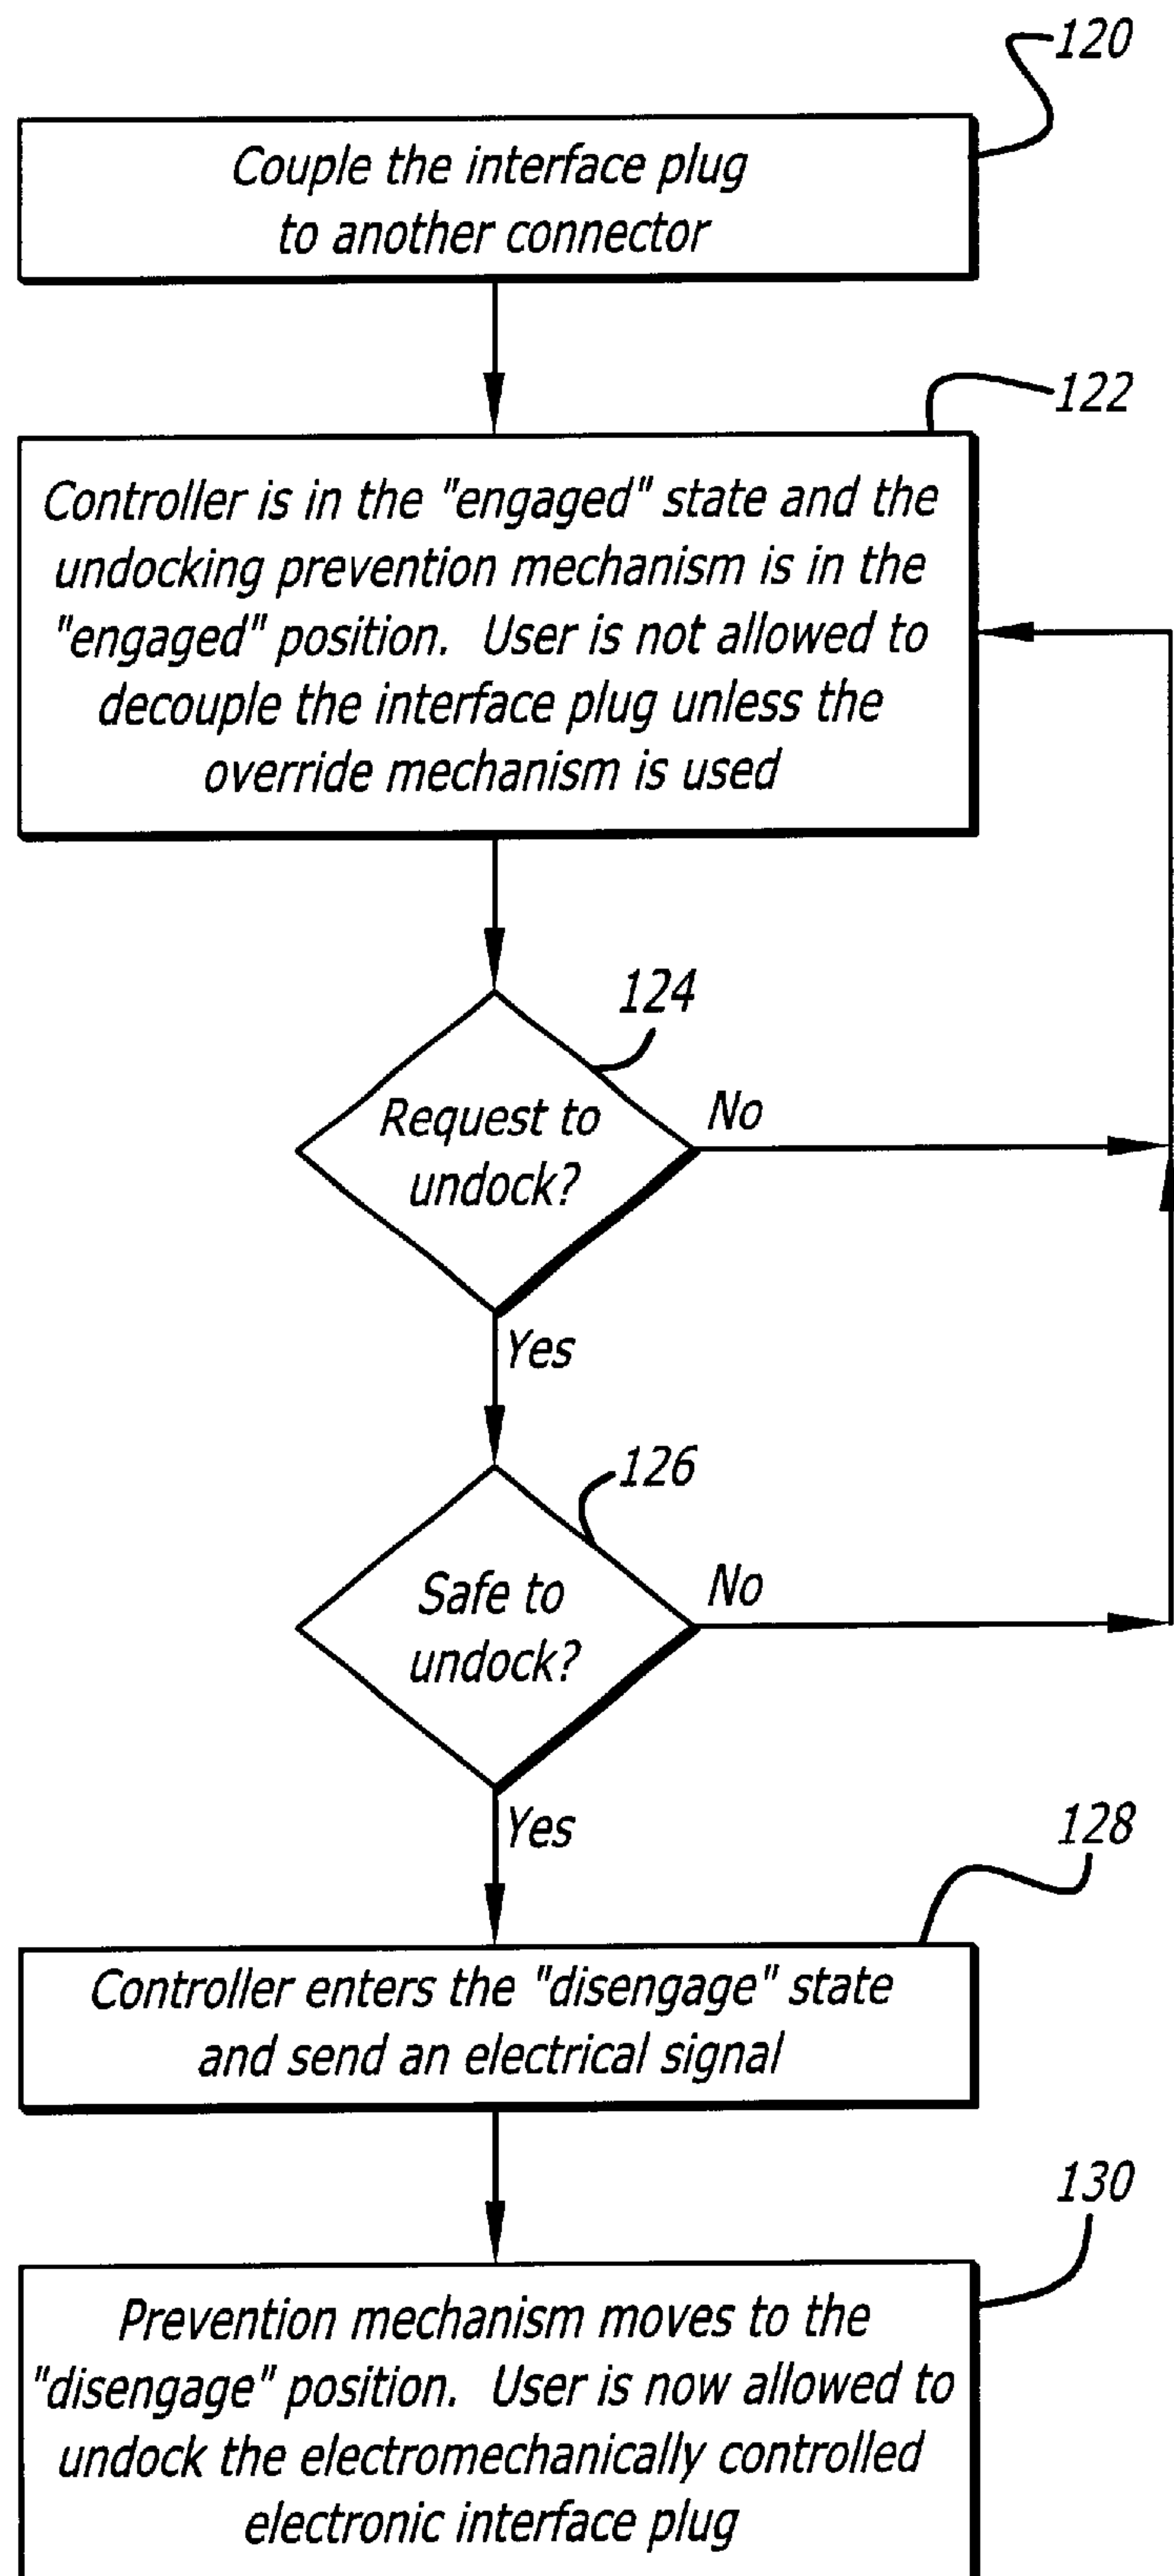 120
Couple the interface plug
to another connector
122
Controller is in the "engaged" state and the
undocking prevention mechanism is in the
"engaged" position. User is not allowed to
decouple the interface plug unless the
override mechanism is used
124
Request to
undock?
No
Yes
126
Safe to
undock?
No
Yes
128
Controller enters the "disengage" state
and send an electrical signal
130
Prevention mechanism moves to the
"disengage" position. User is now allowed to
undock the electromechanically controlled
electronic interface plug